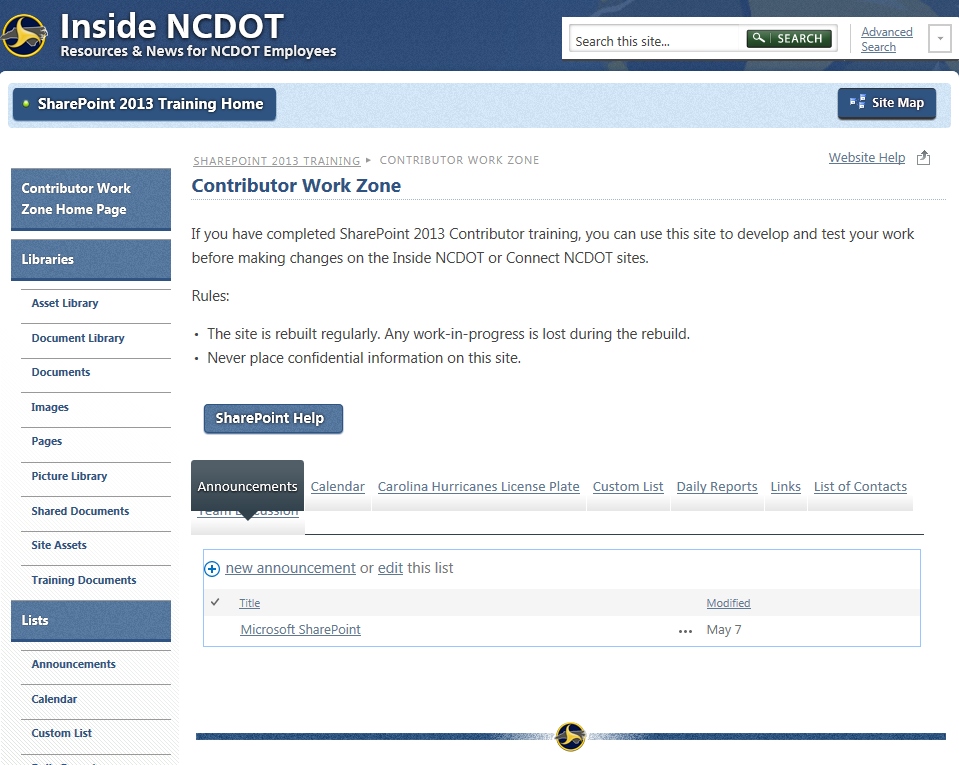 Inside NCDOT
Resources & News for NCDOT Employees
Search this site...
SEARCH
Advanced
Search
SharePoint 2013 Training Home
Site Map
SHAREPOINT 2013 TRAINING ▸ CONTRIBUTOR WORK ZONE
Website Help
Contributor Work Zone
Contributor Work
Zone Home Page
Libraries
Asset Library
Document Library
Documents
Images
Pages
Picture Library
Shared Documents
Site Assets
Training Documents
Lists
Announcements
Calendar
Custom List
If you have completed SharePoint 2013 Contributor training, you can use this site to develop and test your work
before making changes on the Inside NCDOT or Connect NCDOT sites.
Rules:
• The site is rebuilt regularly. Any work-in-progress is lost during the rebuild.
• Never place confidential information on this site.
SharePoint Help
Announcements Calendar Carolina Hurricanes License Plate Custom List Daily Reports Links List of Contacts
Team Discussion
new announcement or edit this list
Title Modified
Microsoft SharePoint ... May 7